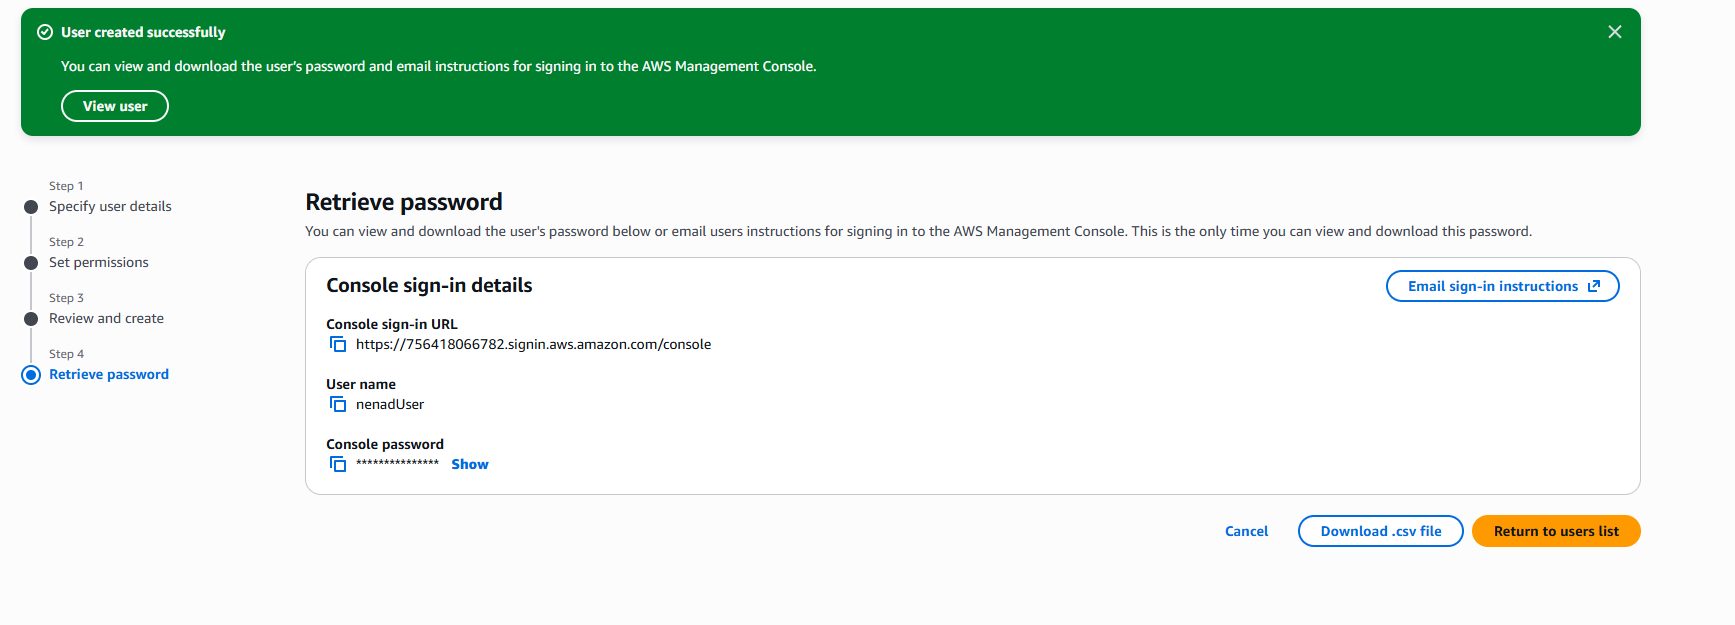 User created successfully
You can view and download the user's password and email instructions for signing in to the AWS Management Console.
View user
Step 1
Specify user details
Step 2
Set permissions
Step 3
Review and create
Step 4
Retrieve password
Retrieve password
You can view and download the user's password below or email users instructions for signing in to the AWS Management Console. This is the only time you can view and download this password.
Console sign-in details
Email sign-in instructions
Console sign-in URL
https://756418066782.signin.aws.amazon.com/console
User name
nenadUser
Console password
*************** Show
Cancel
Download .csv file
Return to users list